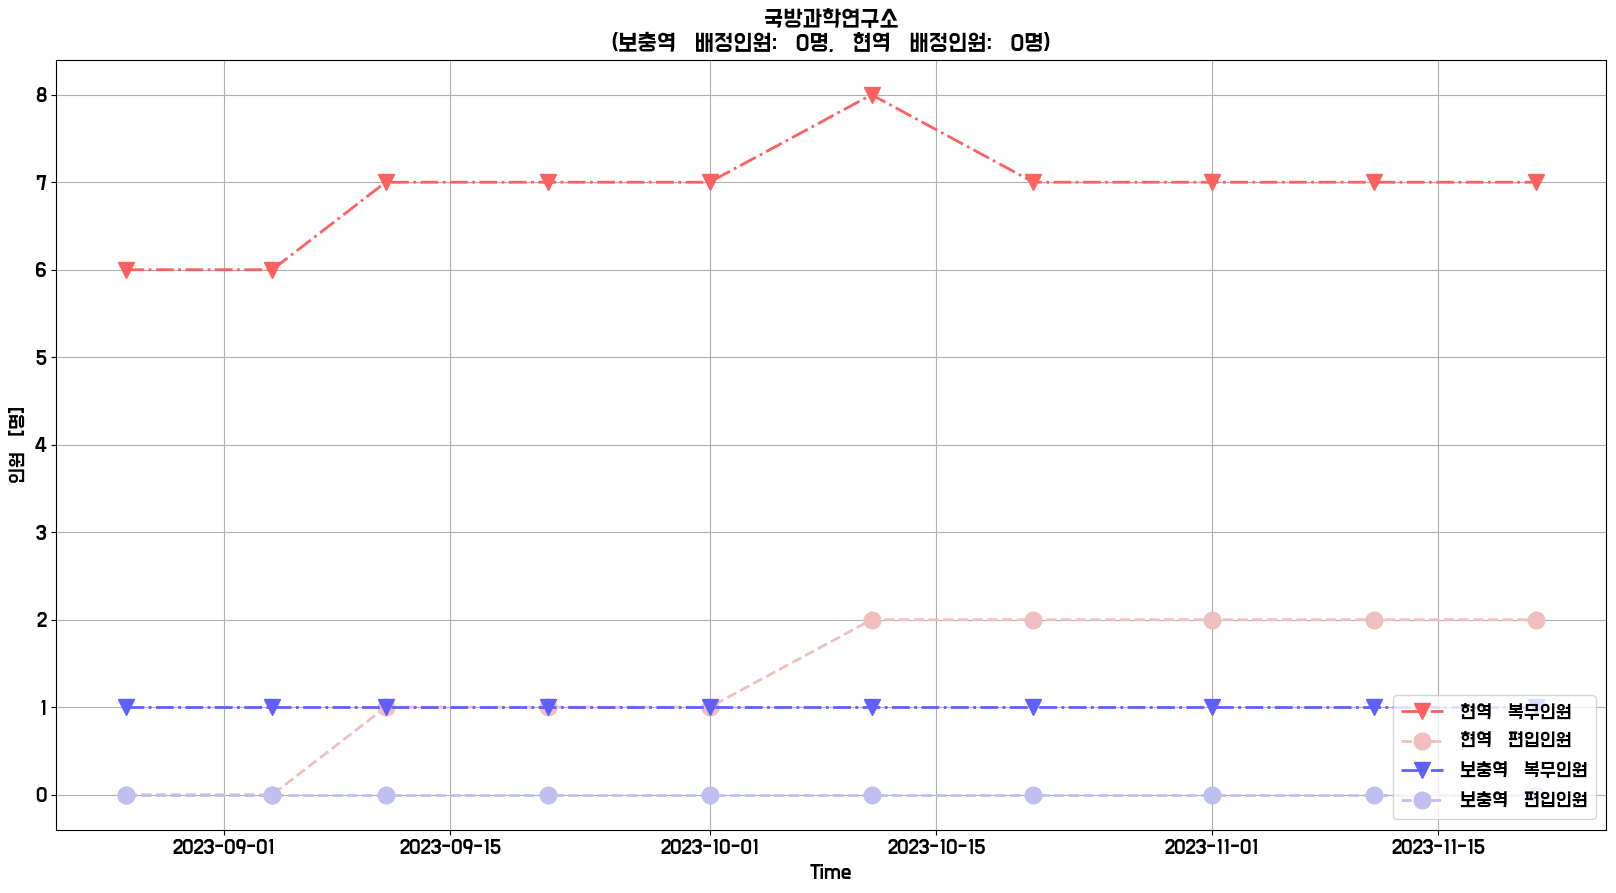 국방과학연구소
(보충역 배정인원: 0명, 현역 배정인원: 0명)
8
7
6
5
4
3
2
1
0
인원 [명]
2023-09-01
2023-09-15
2023-10-01
2023-10-15
2023-11-01
2023-11-15
Time
현역 복무인원
현역 편입인원
보충역 복무인원
보충역 편입인원